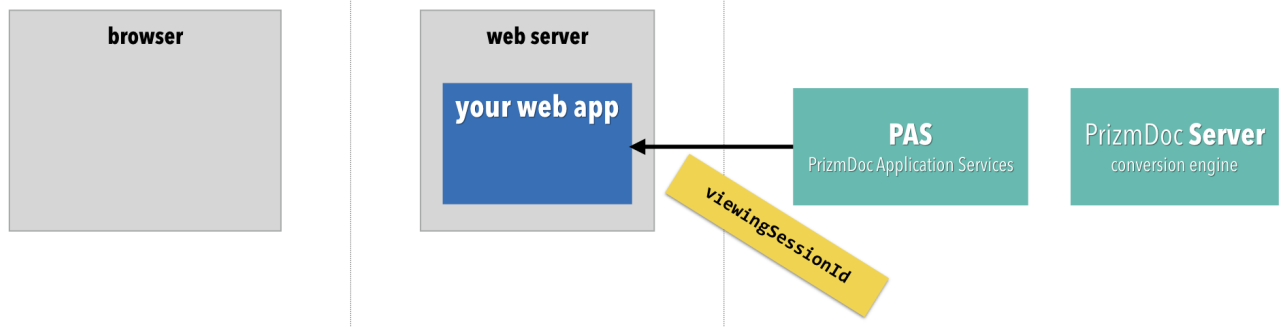 browser
web server
your web app
PAS
PrizmDoc Application Services
PrizmDoc Server
conversion engine
viewingSessionId